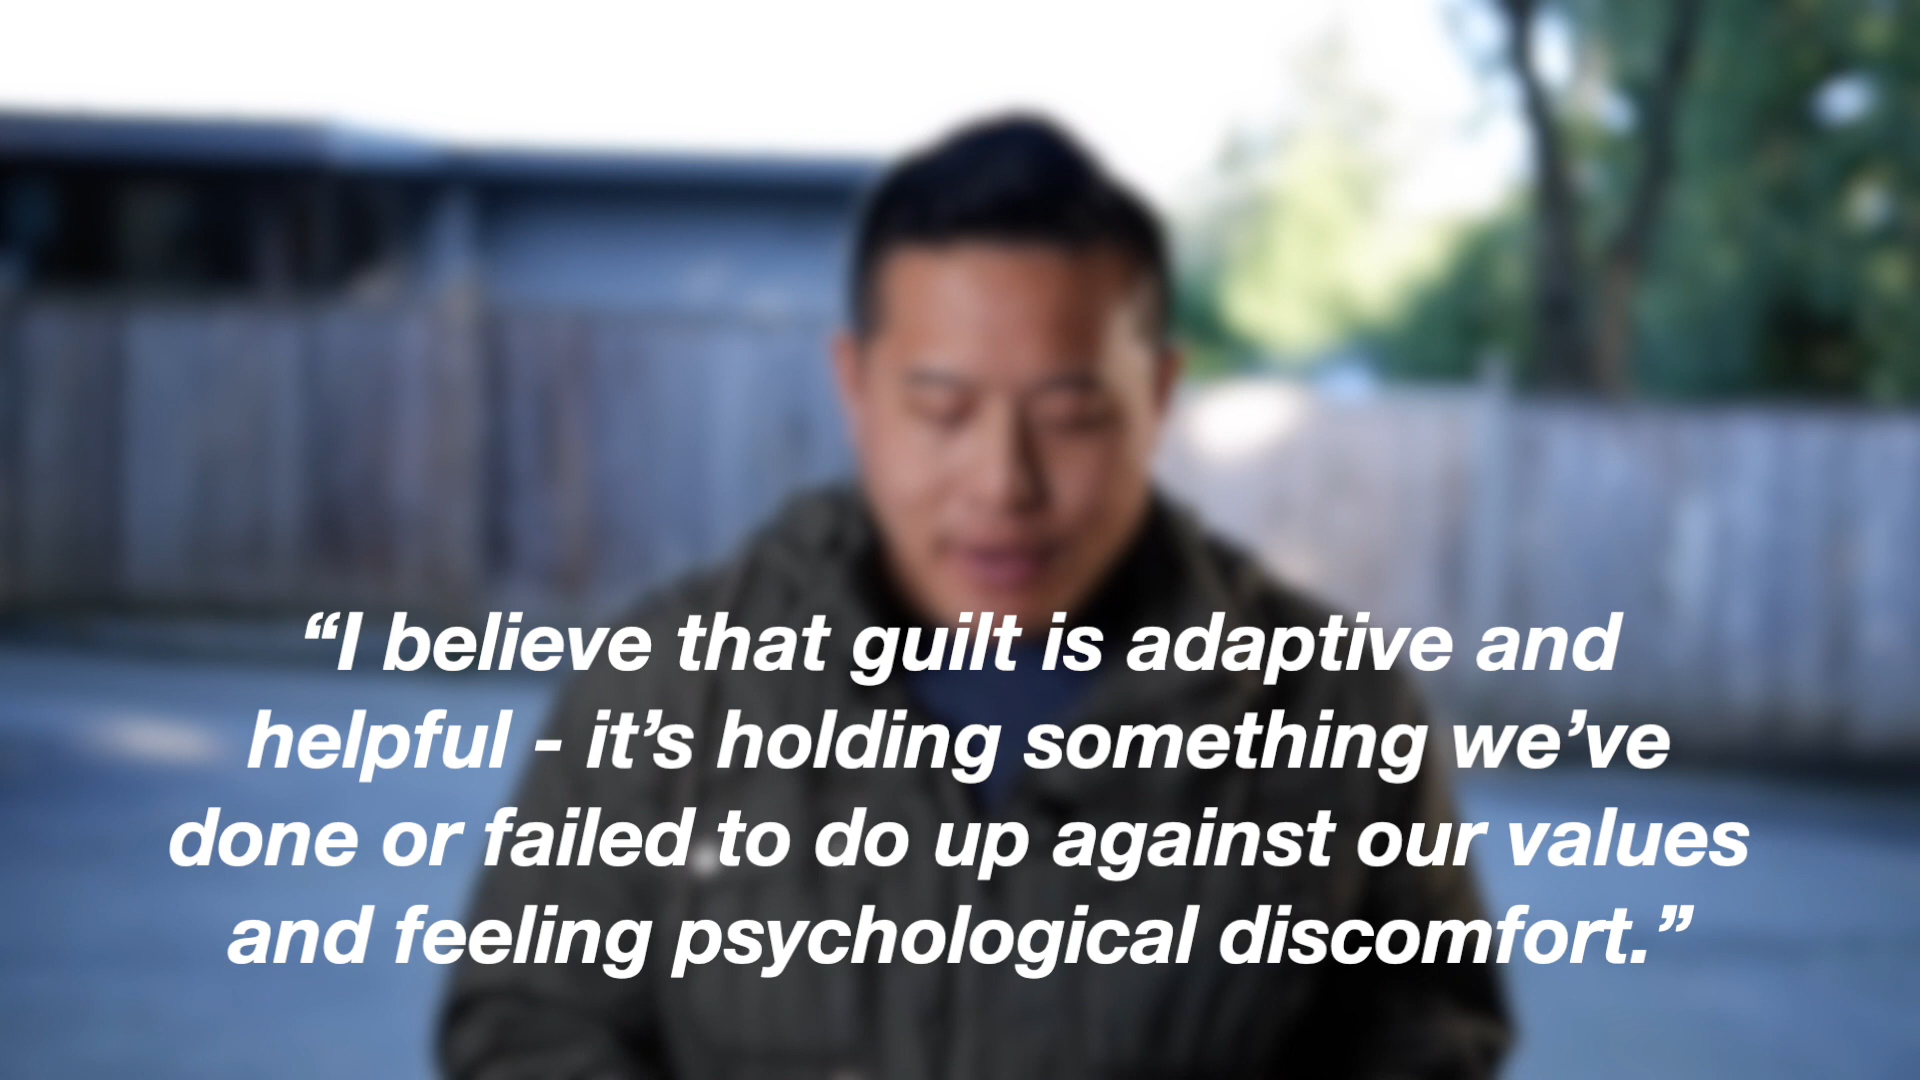 “I believe that guilt is adaptive and
helpful - it’s holding something we’ve
done or failed to do up against our values
and feeling psychological discomfort.”